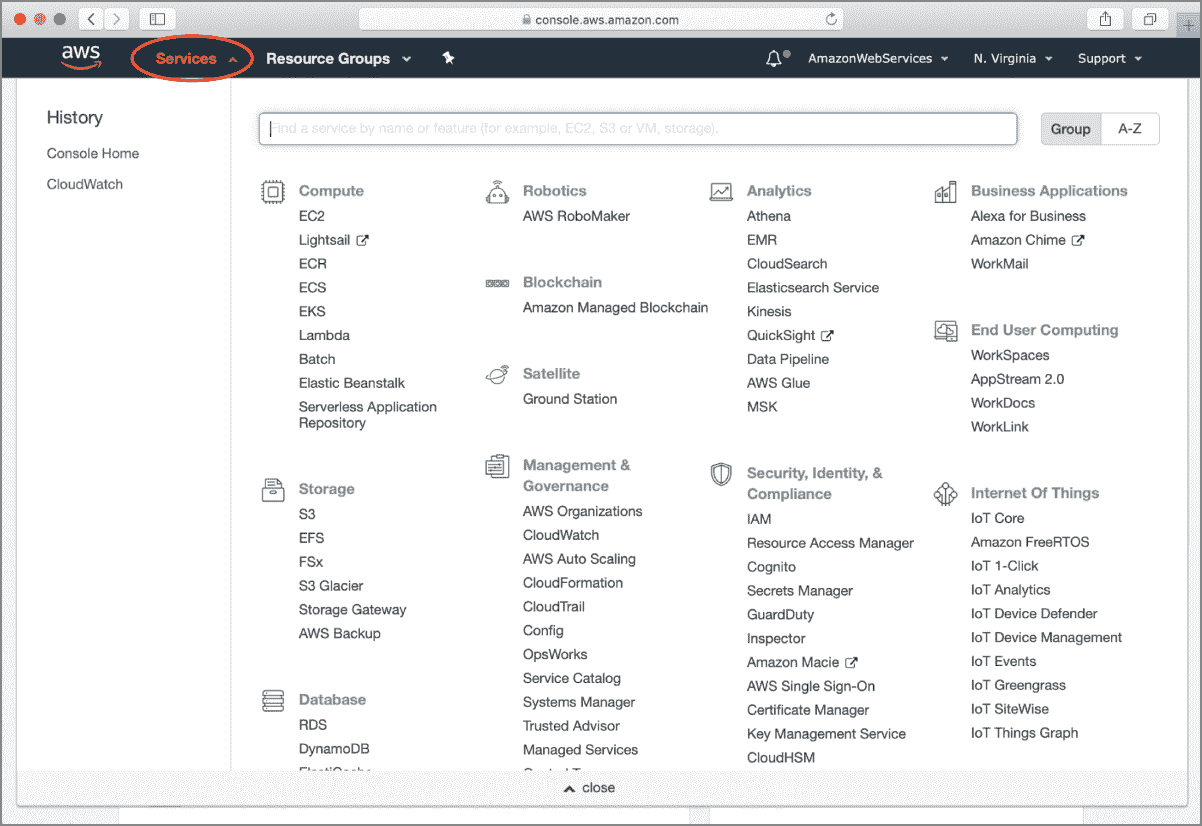 console.aws.amazon.com
aws
Services
Resource Groups
AmazonWebServices
N. Virginia
Support
History
Console Home
CloudWatch
Find a service by name or feature (for example, EC2, S3 or VM, storage).
Group
A-Z
Compute
EC2
Lightsail
ECR
ECS
EKS
Lambda
Batch
Elastic Beanstalk
Serverless Application
Repository
Storage
S3
EFS
FSx
S3 Glacier
Storage Gateway
AWS Backup
Database
RDS
DynamoDB
Robotics
AWS RoboMaker
Blockchain
Amazon Managed Blockchain
Satellite
Ground Station
Management &
Governance
AWS Organizations
CloudWatch
AWS Auto Scaling
CloudFormation
CloudTrail
Config
OpsWorks
Service Catalog
Systems Manager
Trusted Advisor
Managed Services
Analytics
Athena
EMR
CloudSearch
Elasticsearch Service
Kinesis
QuickSight
Data Pipeline
AWS Glue
MSK
Security, Identity, &
Compliance
IAM
Resource Access Manager
Cognito
Secrets Manager
GuardDuty
Inspector
Amazon Macie
AWS Single Sign-On
Certificate Manager
Key Management Service
CloudHSM
Business Applications
Alexa for Business
Amazon Chime
WorkMail
End User Computing
WorkSpaces
AppStream 2.0
WorkDocs
WorkLink
Internet Of Things
IoT Core
Amazon FreeRTOS
IoT 1-Click
IoT Analytics
IoT Device Defender
IoT Device Management
IoT Events
IoT Greengrass
IoT SiteWise
IoT Things Graph
close